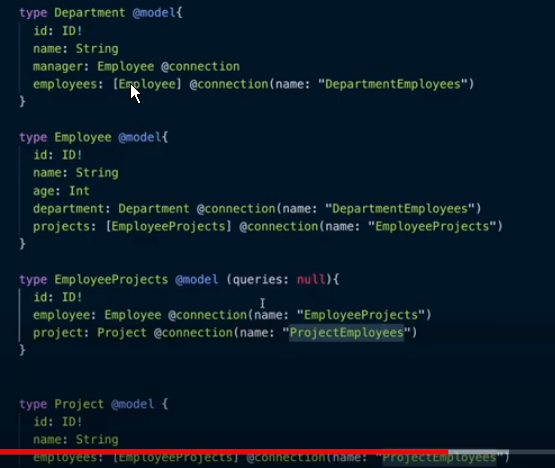 type Department @model{
id: ID!
name: String
manager: Employee @connection
employees: [Employee] @connection(name: "DepartmentEmployees")
}
type Employee @model{
id: ID!
name: String
age: Int
department: Department @connection(name: "DepartmentEmployees")
projects: [EmployeeProjects] @connection(name: "EmployeeProjects")
}
type EmployeeProjects @model (queries: null){
id: ID!
employee: Employee @connection(name: "EmployeeProjects")
project: Project @connection(name: "ProjectEmployees")
}
type Project @model {
id: ID!
name: String
employees: [EmployeeProjects] @connection(name: "ProjectEmployees")